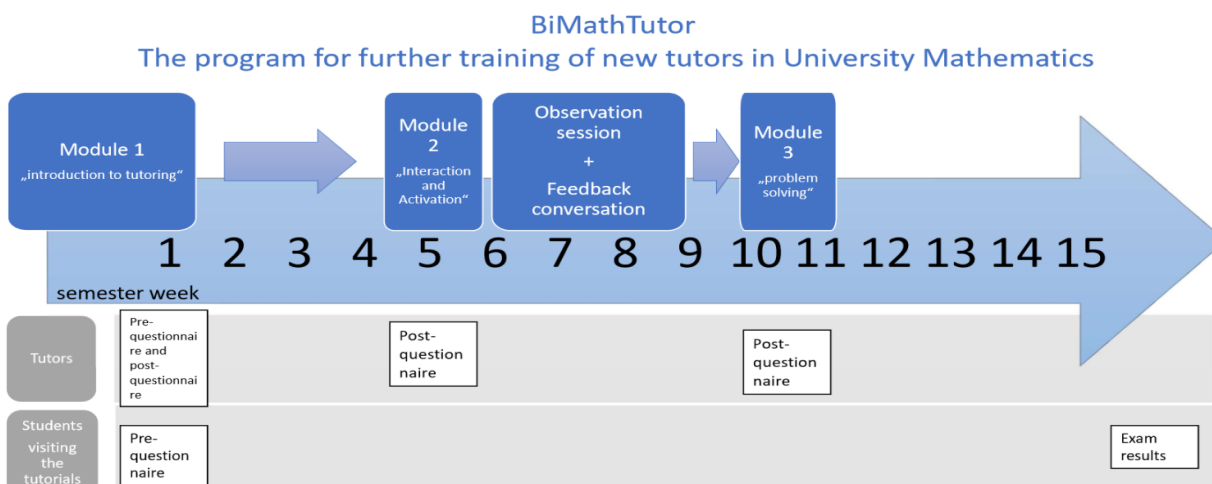 BiMathTutor
The program for further training of new tutors in University Mathematics
Module 1
„introduction to tutoring“
Module
2
„Interaction
and
Activation“
Observation
session
+
Feedback
conversation
Module
3
„problem
solving“
1 2 3 4 5 6 7 8 9 10 11 12 13 14 15
semester week
Tutors
Pre-
questionnai
re and
post-
questionnai
re
Post-
question
naire
Post-
question
naire
Students
visiting
the
tutorials
Pre-
question
naire
Exam
results